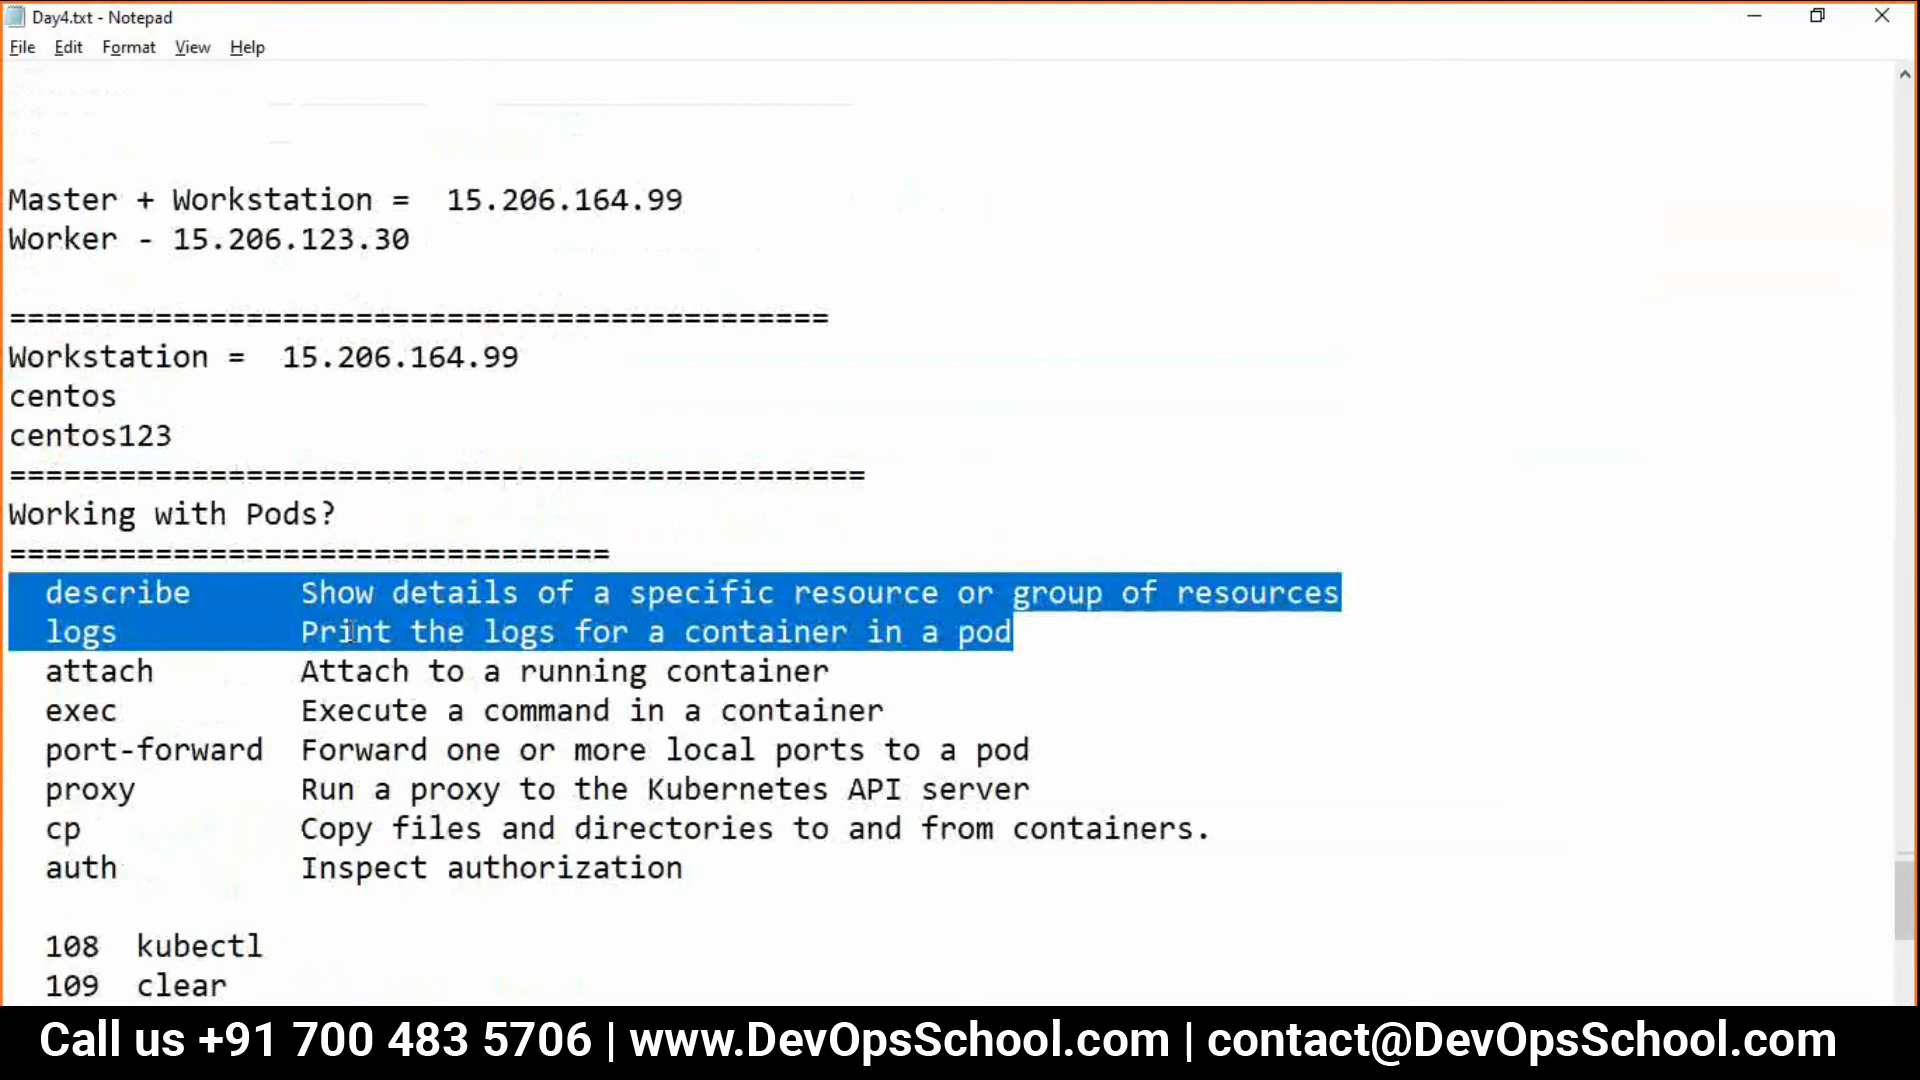 Day4.txt - Notepad
File Edit Format View Help
Master + Workstation =  15.206.164.99
Worker - 15.206.123.30
=============================================
Workstation =  15.206.164.99
centos
centos123
===============================================
Working with Pods?
=================================
describe      Show details of a specific resource or group of resources
logs          Print the logs for a container in a pod
attach        Attach to a running container
exec          Execute a command in a container
port-forward  Forward one or more local ports to a pod
proxy         Run a proxy to the Kubernetes API server
cp            Copy files and directories to and from containers.
auth          Inspect authorization
108  kubectl
109  clear
Call us +91 700 483 5706 | www.DevOpsSchool.com | contact@DevOpsSchool.com